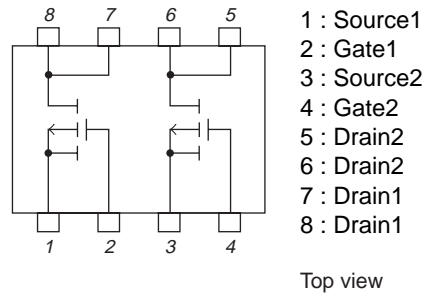 8 7 6 5
1 2 3 4
1 : Source1
2 : Gate1
3 : Source2
4 : Gate2
5 : Drain2
6 : Drain2
7 : Drain1
8 : Drain1
Top view